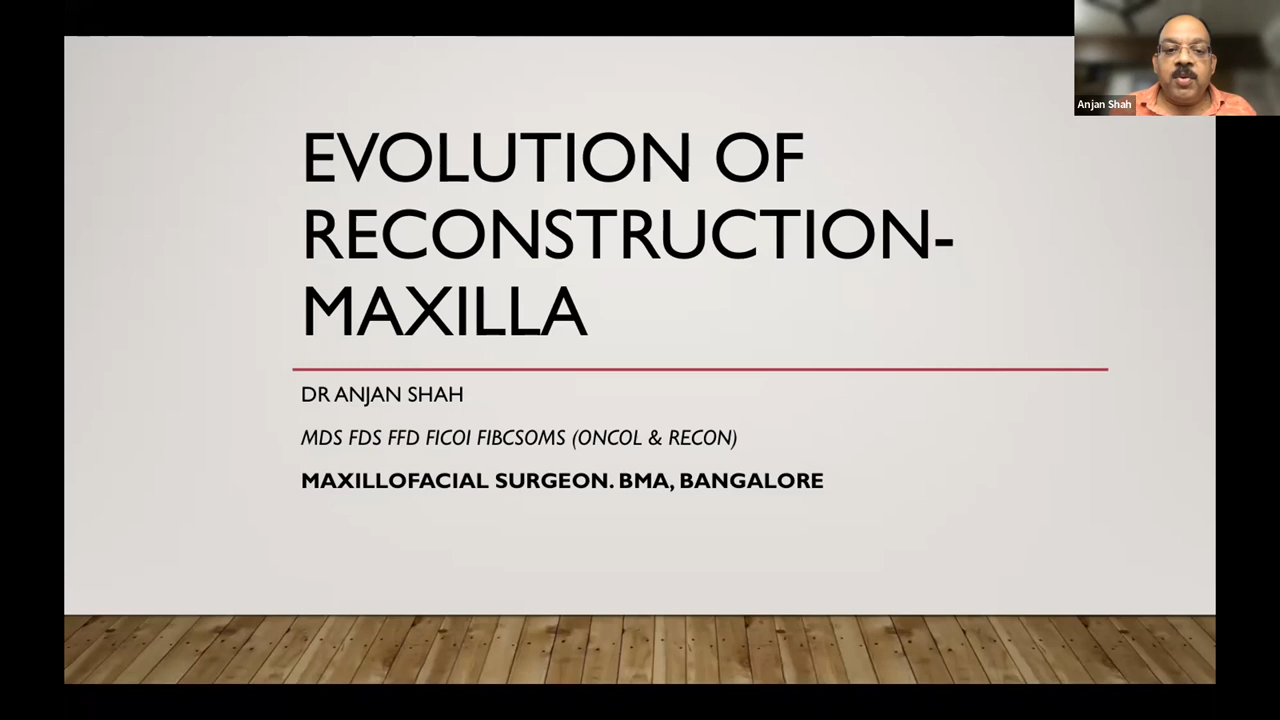 EVOLUTION OF
RECONSTRUCTION-
MAXILLA
DR ANJAN SHAH
MDS FDS FFD FICOI FIBCSOMS (ONCOL & RECON)
MAXILLOFACIAL SURGEON. BMA, BANGALORE
Anjan Shah